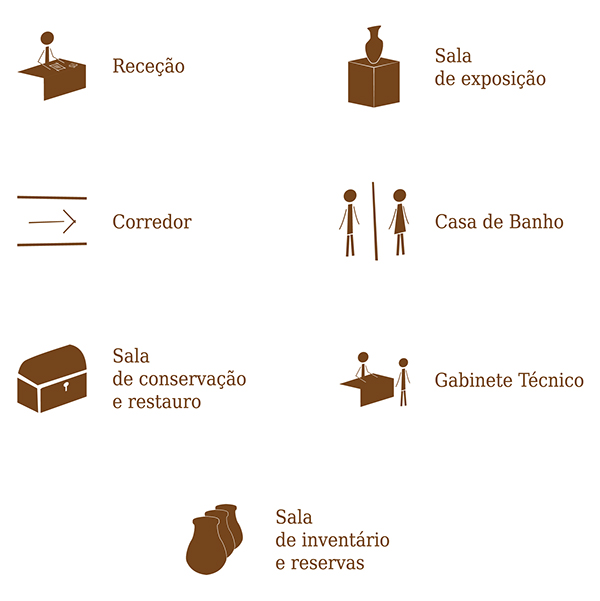 Receção
Sala
de exposição
Corredor
Casa de Banho
Sala
de conservação
e restauro
Gabinete Técnico
Sala
de inventário
e reservas